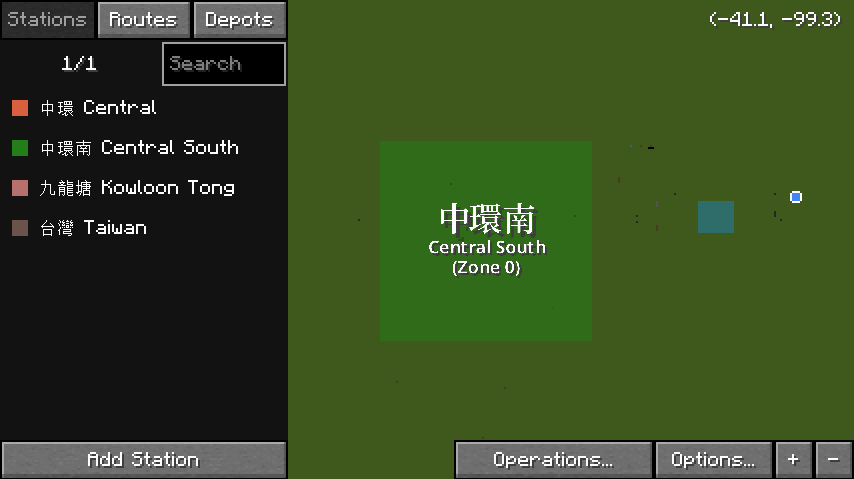 Stations Routes Depots
(-41.1, -99.3)
1/1 Search
中環 Central
中環南 Central South
九龍塘 Kowloon Tong
台灣 Taiwan
中環南
Central South
(Zone 0)
Add Station
Operations... Options... + -